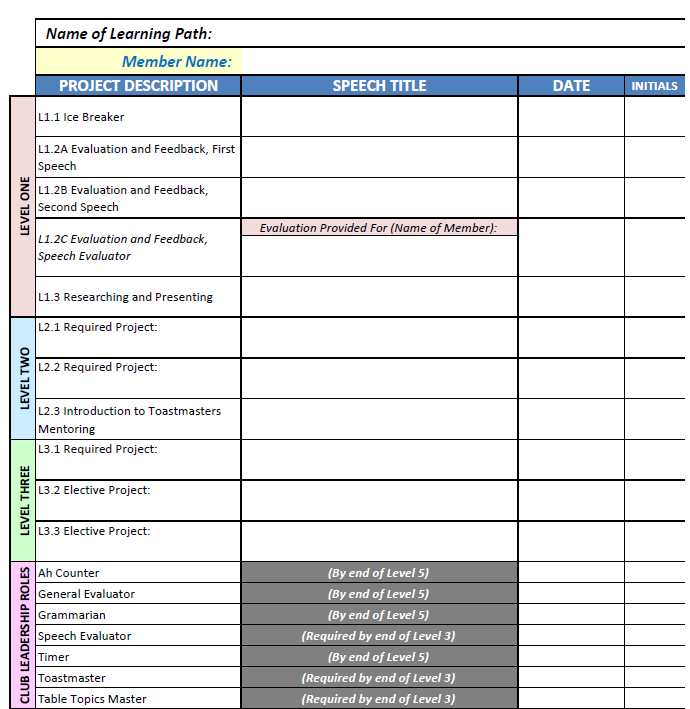 Name of Learning Path:
Member Name:
PROJECT DESCRIPTION SPEECH TITLE DATE INITIALS
LEVEL ONE
L1.1 Ice Breaker
L1.2A Evaluation and Feedback, First
Speech
L1.2B Evaluation and Feedback,
Second Speech
L1.2C Evaluation and Feedback,
Speech Evaluator
Evaluation Provided For (Name of Member):
L1.3 Researching and Presenting
LEVEL TWO
L2.1 Required Project:
L2.2 Required Project:
L2.3 Introduction to Toastmasters
Mentoring
LEVEL THREE
L3.1 Required Project:
L3.2 Elective Project:
L3.3 Elective Project:
CLUB LEADERSHIP ROLES
Ah Counter (By end of Level 5)
General Evaluator (By end of Level 5)
Grammarian (By end of Level 5)
Speech Evaluator (Required by end of Level 3)
Timer (By end of Level 5)
Toastmaster (Required by end of Level 3)
Table Topics Master (Required by end of Level 3)